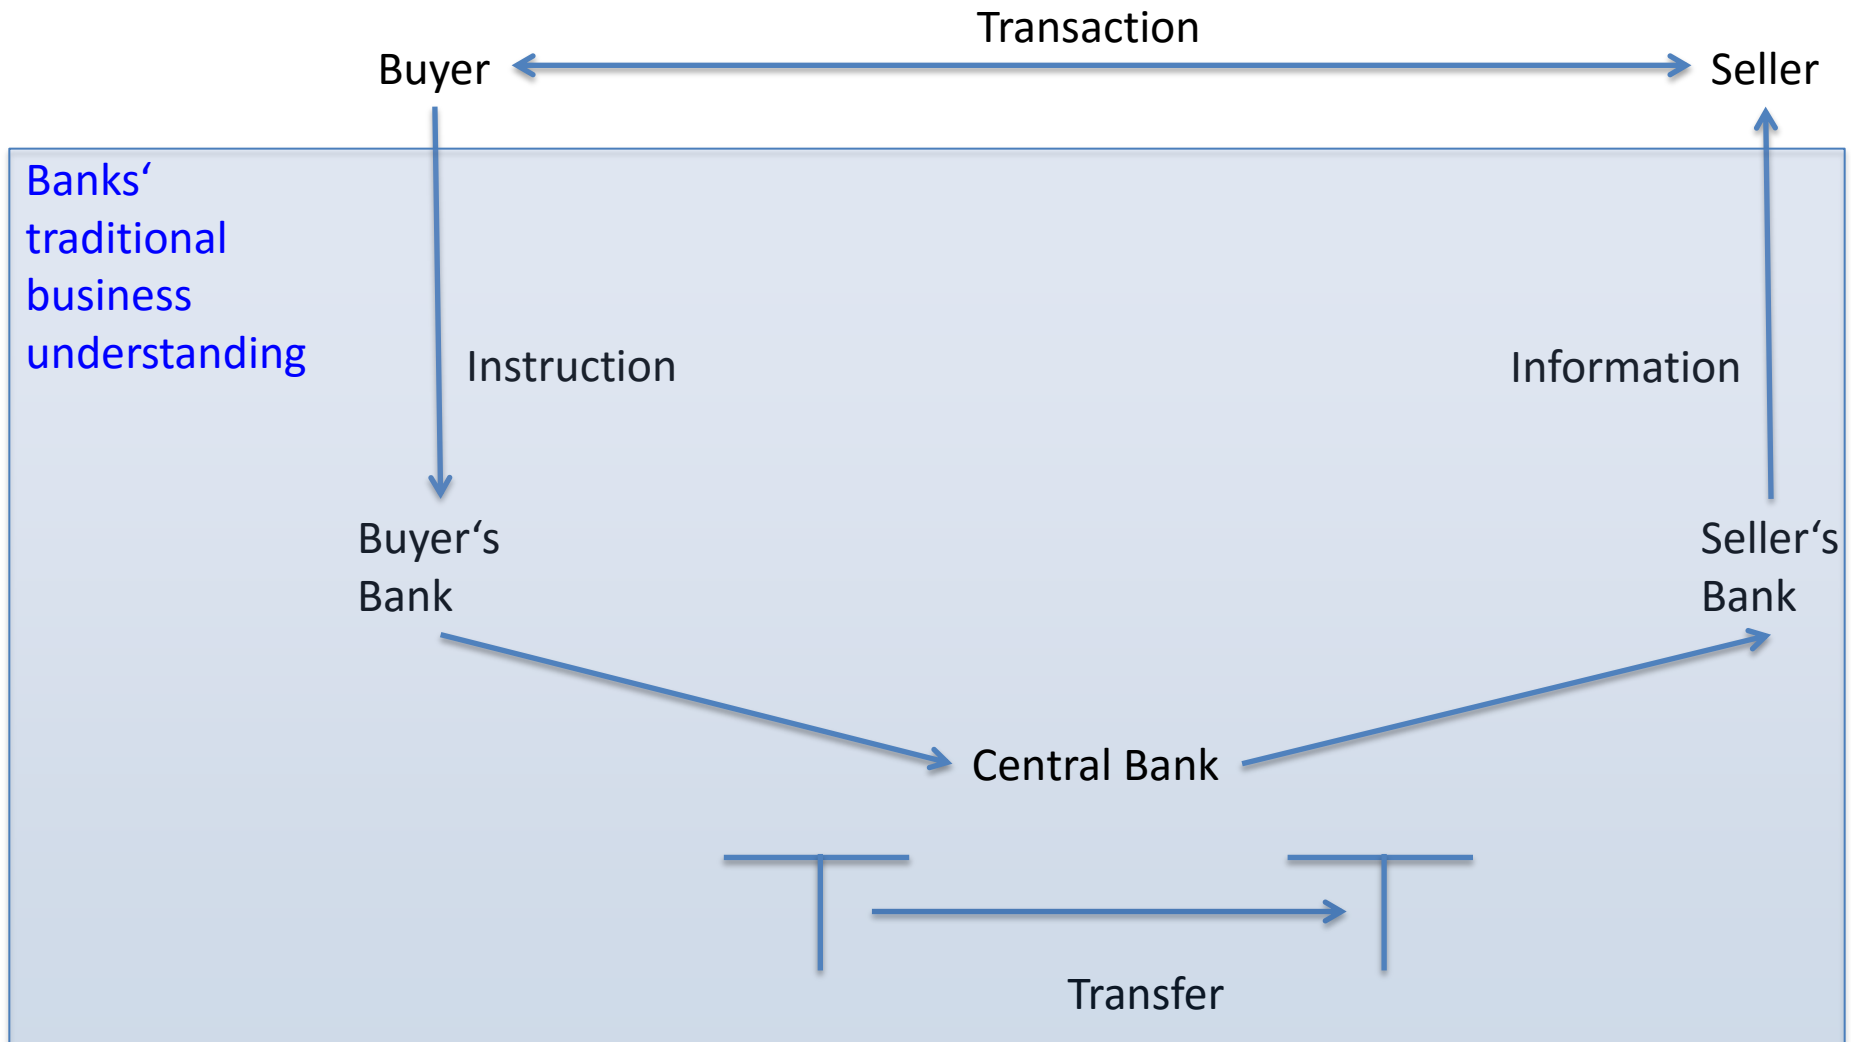 Transaction
Buyer
Seller
Banks‘
traditional
business
understanding
Instruction
Information
Buyer‘s
Bank
Seller‘s
Bank
Central Bank
Transfer